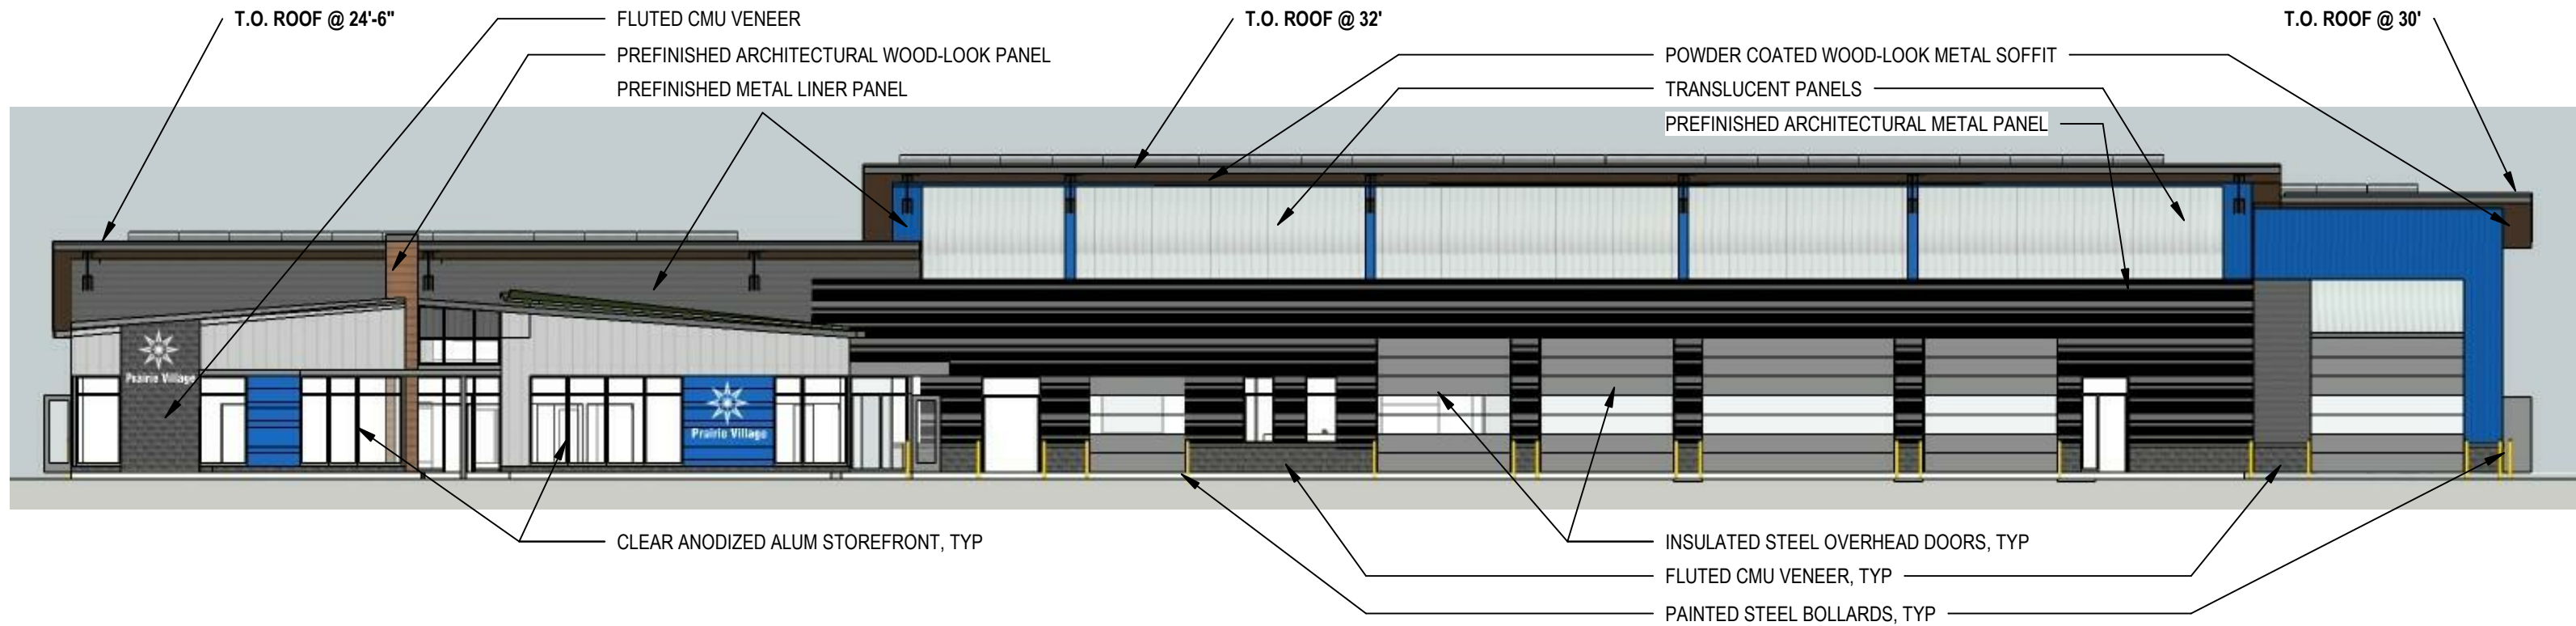 T.O. ROOF @ 24'-6"
FLUTED CMU VENEER
T.O. ROOF @ 32'
T.O. ROOF @ 30'
PREFINISHED ARCHITECTURAL WOOD-LOOK PANEL
POWDER COATED WOOD-LOOK METAL SOFFIT
PREFINISHED METAL LINER PANEL
TRANSLUCENT PANELS
PREFINISHED ARCHITECTURAL METAL PANEL
Prairie Village
Prairie Village
CLEAR ANODIZED ALUM STOREFRONT, TYP
INSULATED STEEL OVERHEAD DOORS, TYP
FLUTED CMU VENEER, TYP
PAINTED STEEL BOLLARDS, TYP